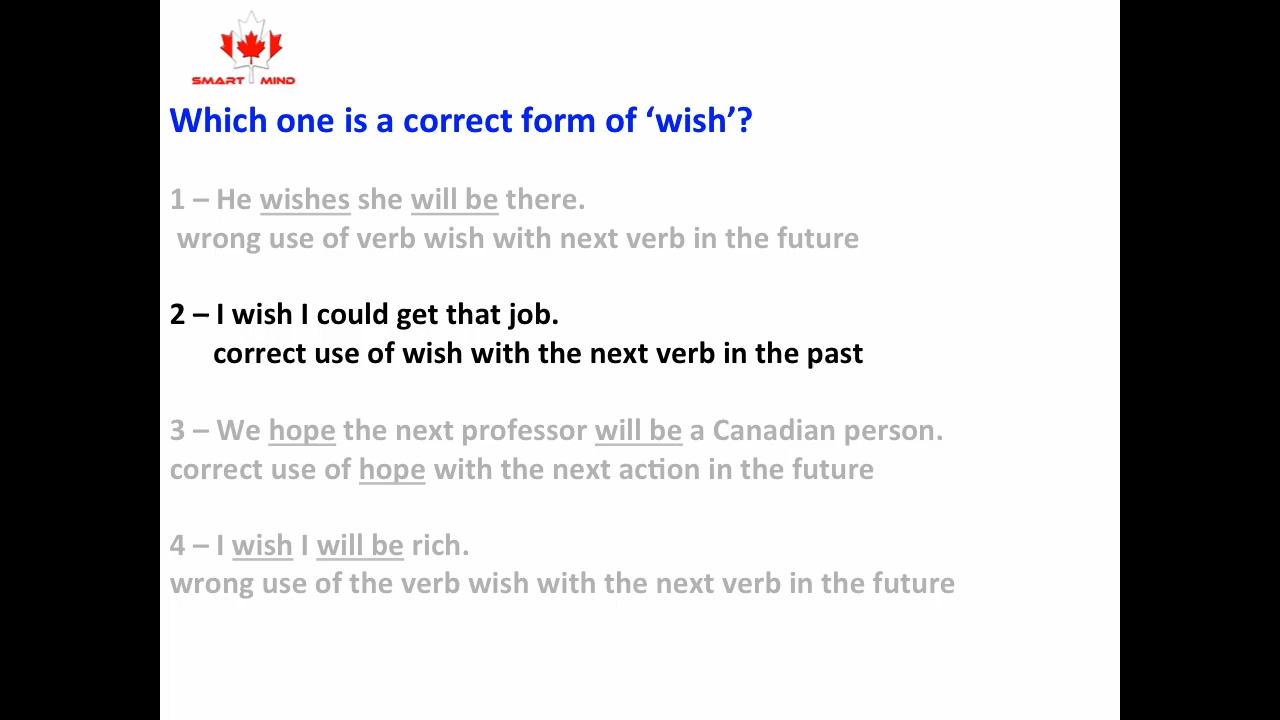 SMART MIND
Which one is a correct form of ‘wish’?
1 – He wishes she will be there.
wrong use of verb wish with next verb in the future
2 – I wish I could get that job.
correct use of wish with the next verb in the past
3 – We hope the next professor will be a Canadian person.
correct use of hope with the next action in the future
4 – I wish I will be rich.
wrong use of the verb wish with the next verb in the future